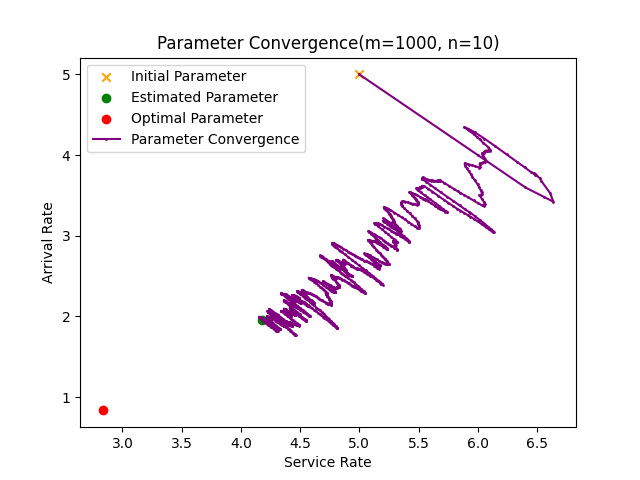 Parameter Convergence(m=1000, n=10)
Initial Parameter
Estimated Parameter
Optimal Parameter
Parameter Convergence
Arrival Rate
5
4
3
2
1
3.0 3.5 4.0 4.5 5.0 5.5 6.0 6.5
Service Rate